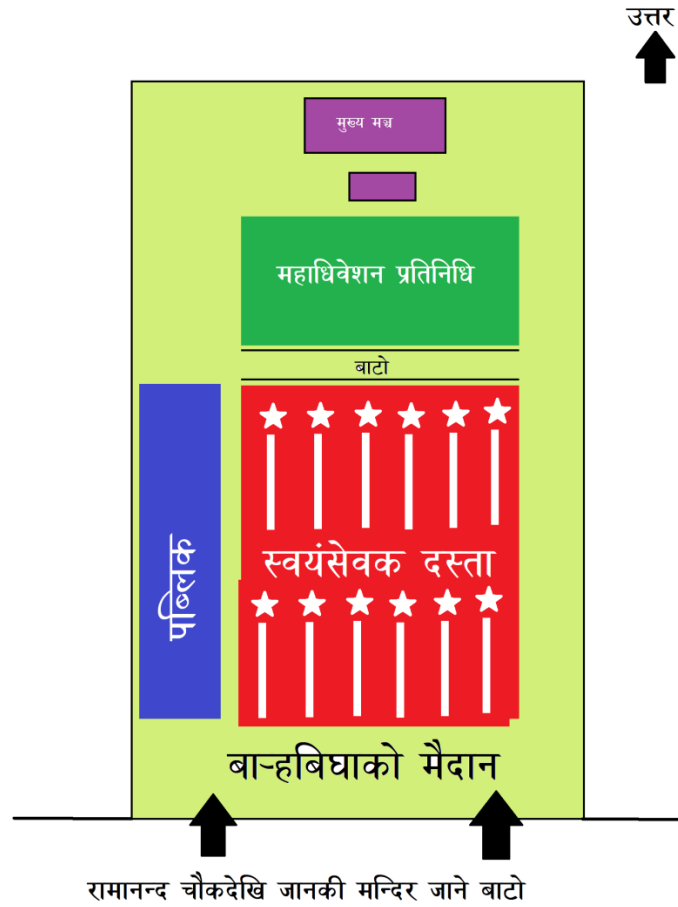 उत्तर
मुख्य मञ्च
महाधिवेशन प्रतिनिधि
बाटो
पब्लिक
स्वयंसेवक दस्ता
बाऱ्हबिघाको मैदान
रामानन्द चौकदेखि जानकी मन्दिर जाने बाटो